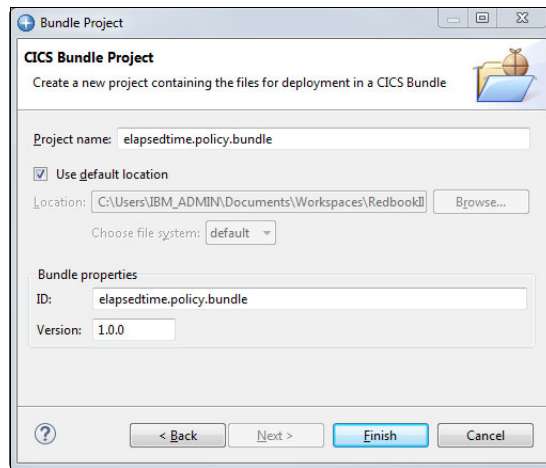 Bundle Project
CICS Bundle Project
Create a new project containing the files for deployment in a CICS Bundle
Project name: elapsedtime.policy.bundle
Use default location
Location: C:\Users\IBM_ADMIN\Documents\Workspaces\Redbook Browse...
Choose file system: default
Bundle properties
ID: elapsedtime.policy.bundle
Version: 1.0.0
? < Back Next > Finish Cancel